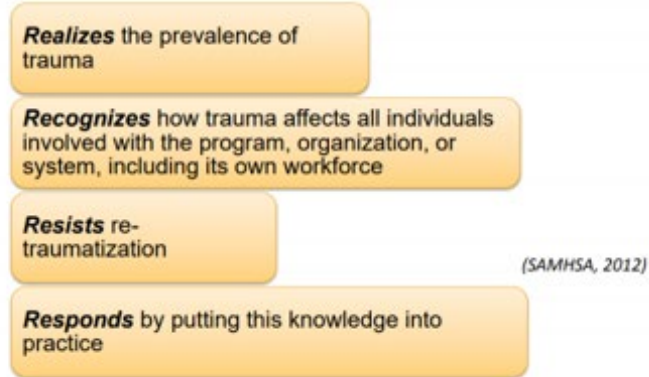 Realizes the prevalence of
trauma
Recognizes how trauma affects all individuals
involved with the program, organization, or
system, including its own workforce
Resists re-
traumatization
(SAMHSA, 2012)
Responds by putting this knowledge into
practice